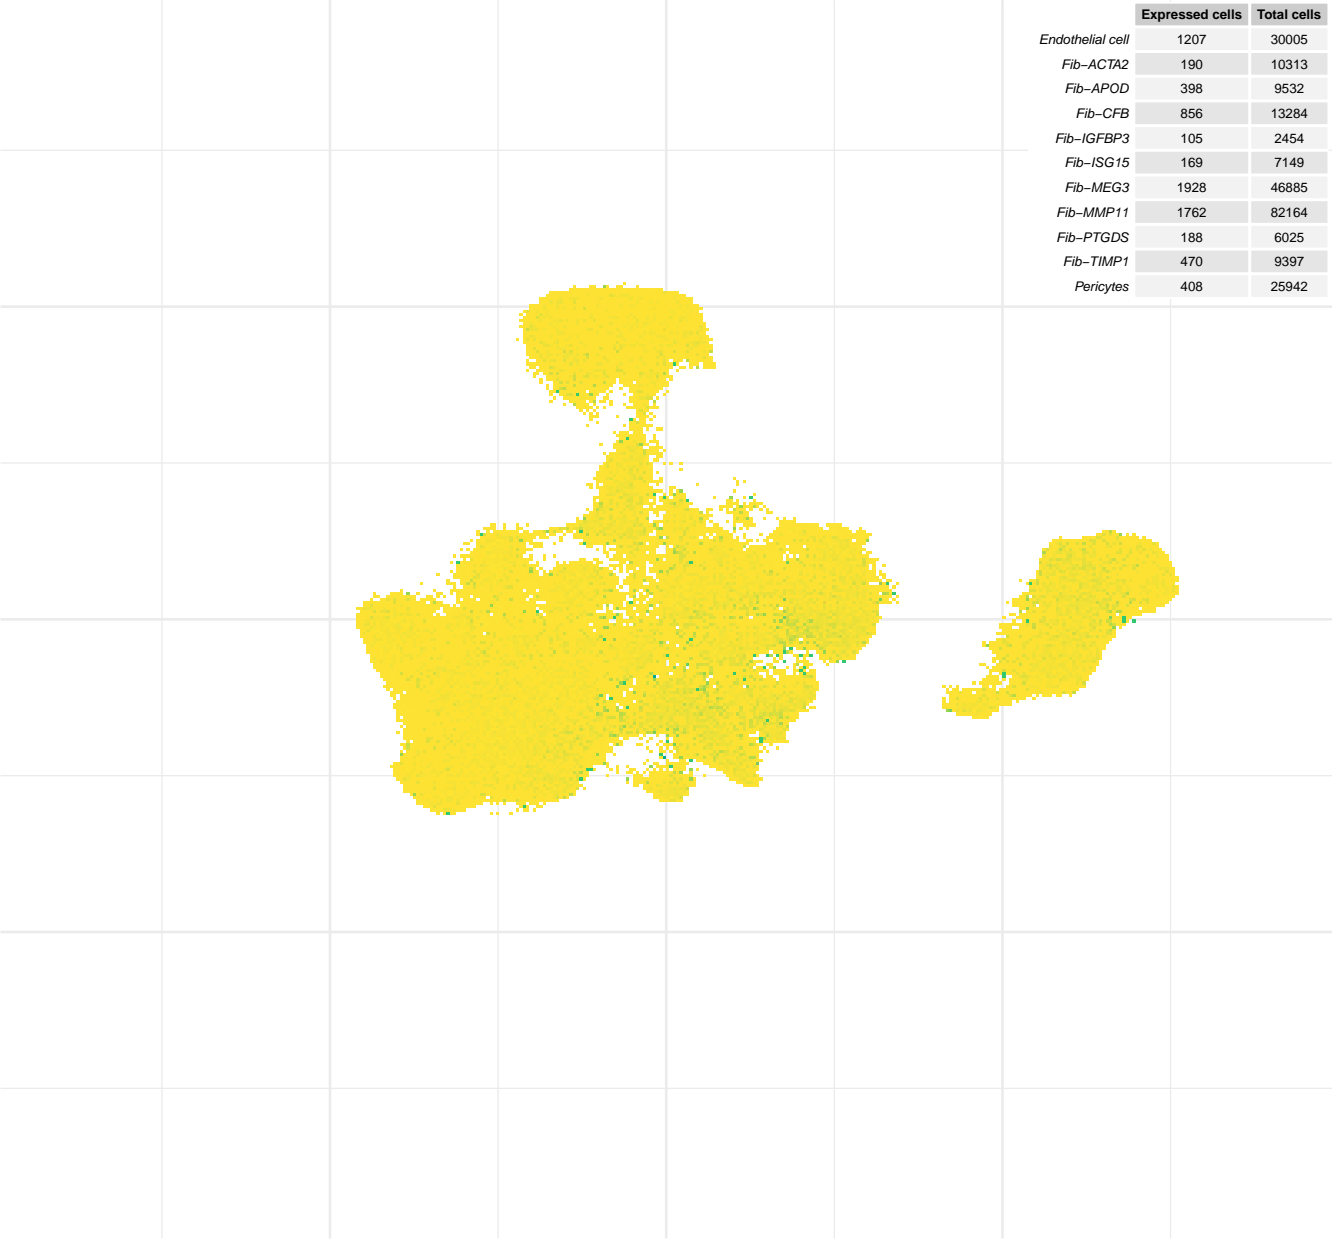 Expressed cells Total cells
Endothelial cell 1207 30005
Fib−ACTA2 190 10313
Fib−APOD 398 9532
Fib−CFB 856 13284
Fib−IGFBP3 105 2454
Fib−ISG15 169 7149
Fib−MEG3 1928 46885
Fib−MMP11 1762 82164
Fib−PTGDS 188 6025
Fib−TIMP1 470 9397
Pericytes 408 25942